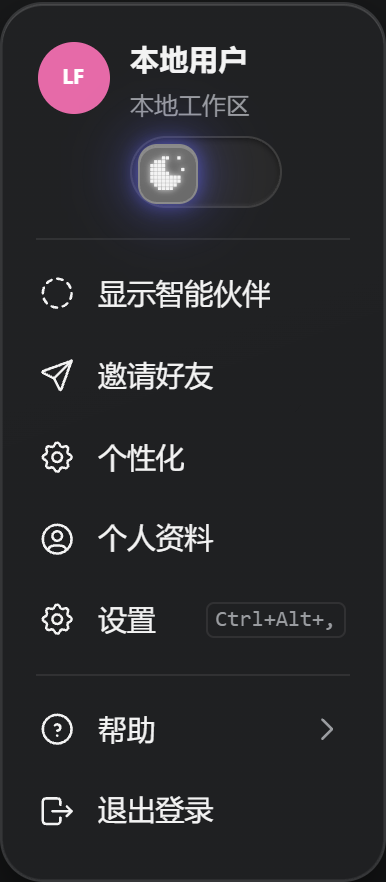 LF
本地用户
本地工作区
显示智能伙伴
邀请好友
个性化
个人资料
设置 Ctrl+Alt+,
帮助
退出登录